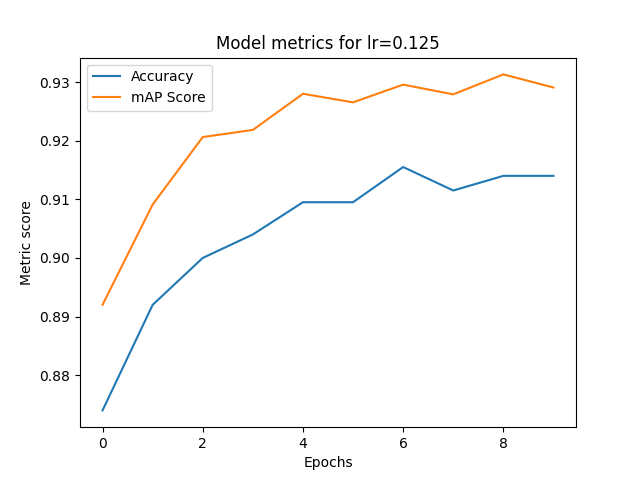 Model metrics for lr=0.125
Accuracy
mAP Score
0.93
0.92
0.91
0.90
0.89
0.88
Metric score
0 2 4 6 8
Epochs